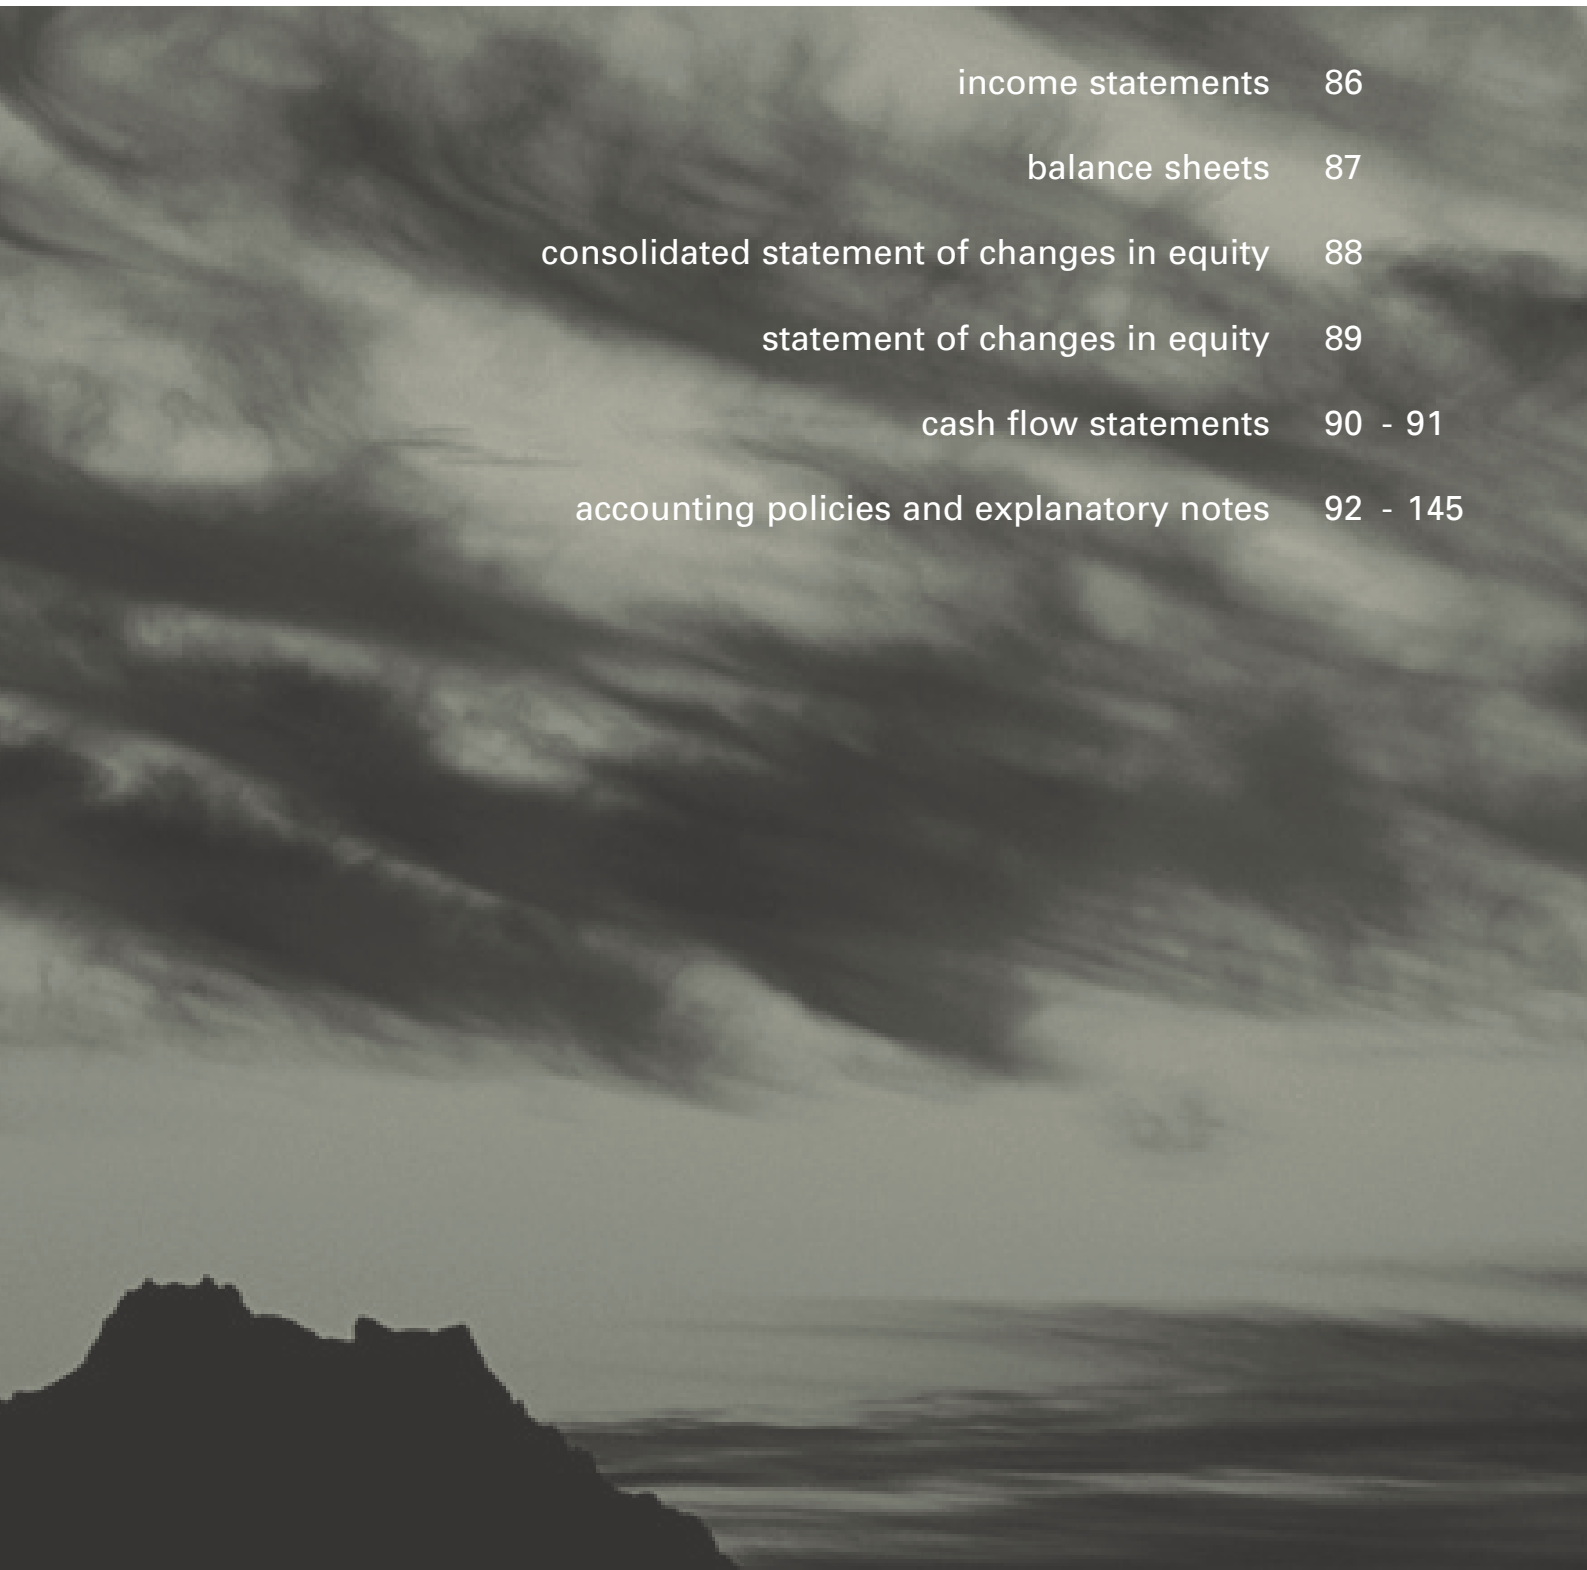 income statements 86
balance sheets 87
consolidated statement of changes in equity 88
statement of changes in equity 89
cash flow statements 90 - 91
accounting policies and explanatory notes 92 - 145